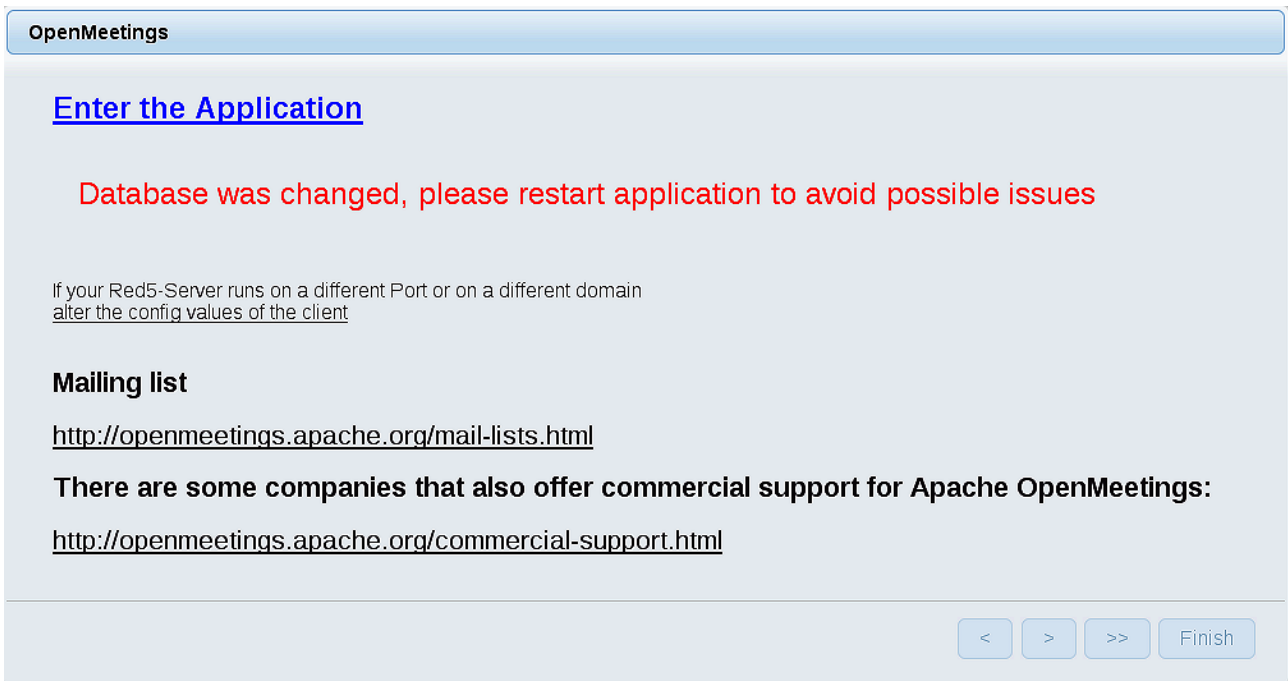 OpenMeetings
Enter the Application
Database was changed, please restart application to avoid possible issues
If your Red5-Server runs on a different Port or on a different domain
alter the config values of the client
Mailing list
http://openmeetings.apache.org/mail-lists.html
There are some companies that also offer commercial support for Apache OpenMeetings:
http://openmeetings.apache.org/commercial-support.html
< > >> Finish